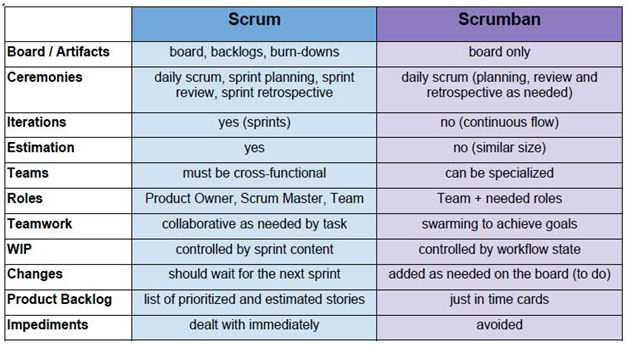 Scrum Scrumban
Board / Artifacts board, backlogs, burn-downs board only
Ceremonies daily scrum, sprint planning, sprint review, sprint retrospective daily scrum (planning, review and retrospective as needed)
Iterations yes (sprints) no (continuous flow)
Estimation yes no (similar size)
Teams must be cross-functional can be specialized
Roles Product Owner, Scrum Master, Team Team + needed roles
Teamwork collaborative as needed by task swarming to achieve goals
WIP controlled by sprint content controlled by workflow state
Changes should wait for the next sprint added as needed on the board (to do)
Product Backlog list of prioritized and estimated stories just in time cards
Impediments dealt with immediately avoided